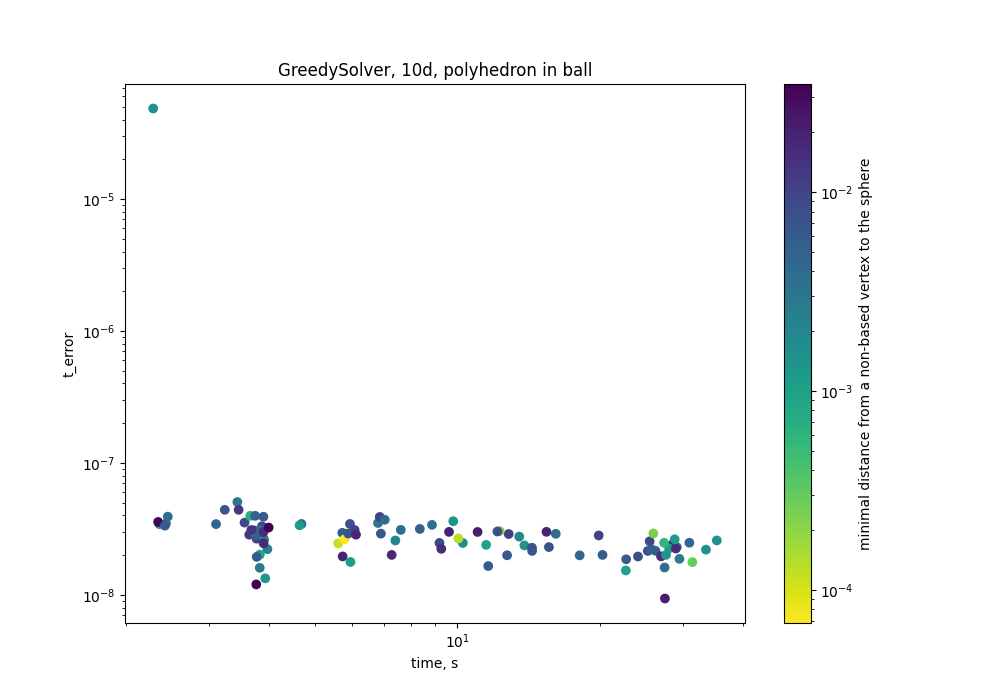 GreedySolver, 10d, polyhedron in ball
10⁻⁵
10⁻⁶
10⁻⁷
10⁻⁸
t_error
10¹
time, s
10⁻²
10⁻³
10⁻⁴
minimal distance from a non-based vertex to the sphere